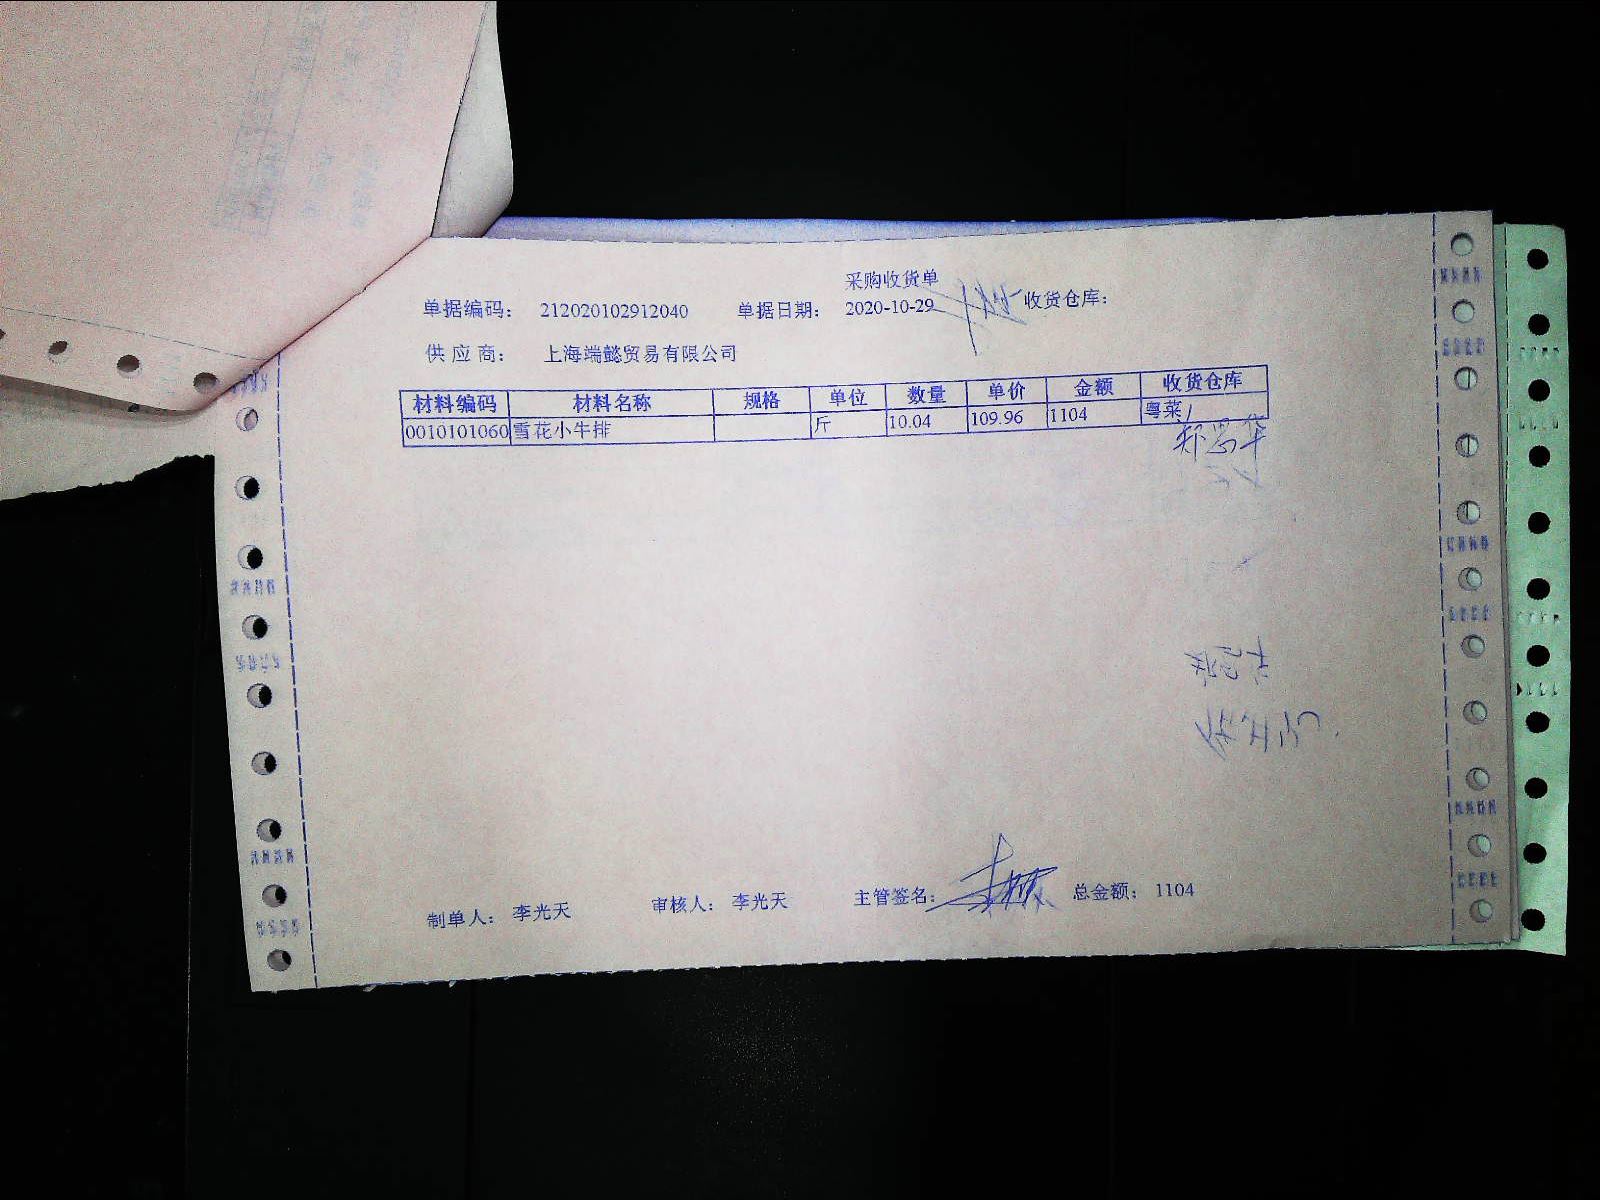 采购收货单
单据编码： 212020102912040 单据日期： 2020-10-29 收货仓库：
供 应 商： 上海端懿贸易有限公司
材料编码 材料名称 规格 单位 数量 单价 金额 收货仓库
0010101060 雪花小牛排 斤 10.04 109.96 1104 粤菜
制单人： 李光天 审核人： 李光天 主管签名： 总金额： 1104